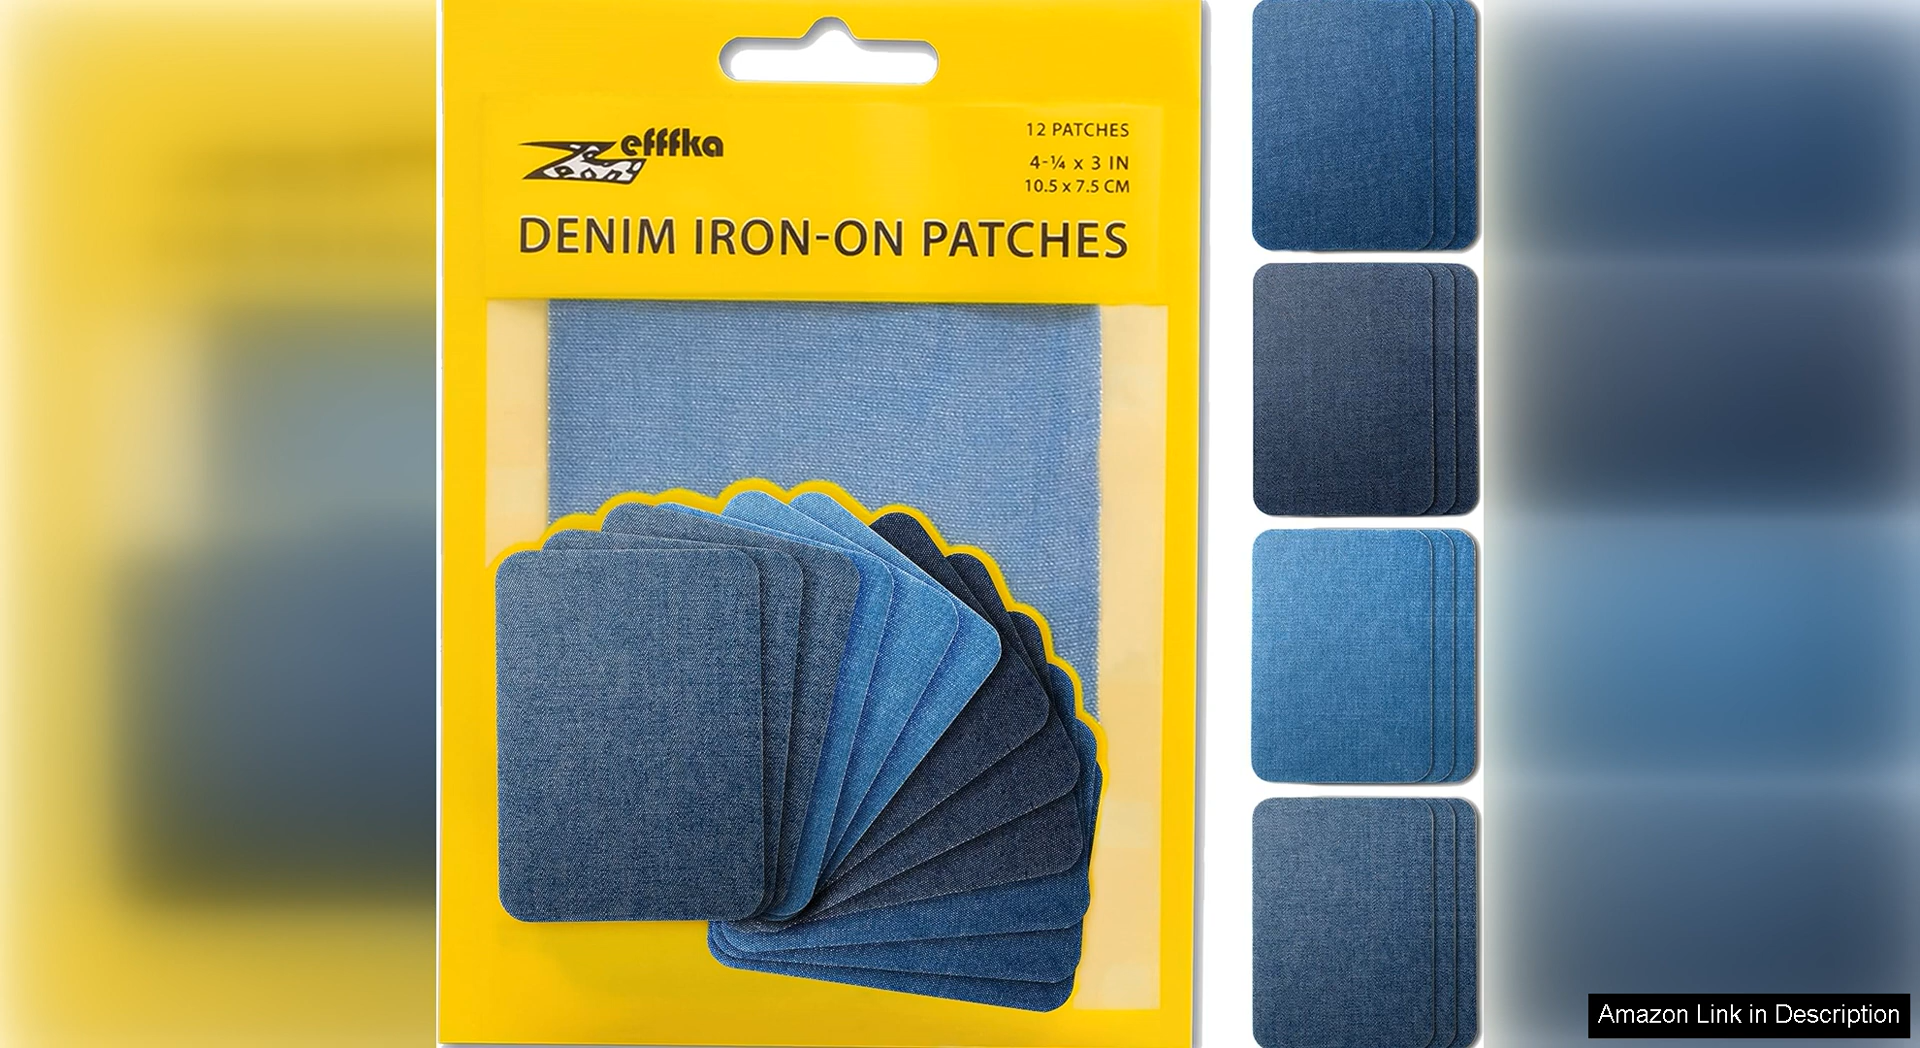 Zefffka
12 PATCHES
4-¼ x 3 IN
10.5 x 7.5 CM
DENIM IRON-ON PATCHES
Amazon Link in Description